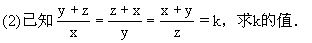 (2)已知 (y + z)/x = (z + x)/y = (x + y)/z = k，求k的值．